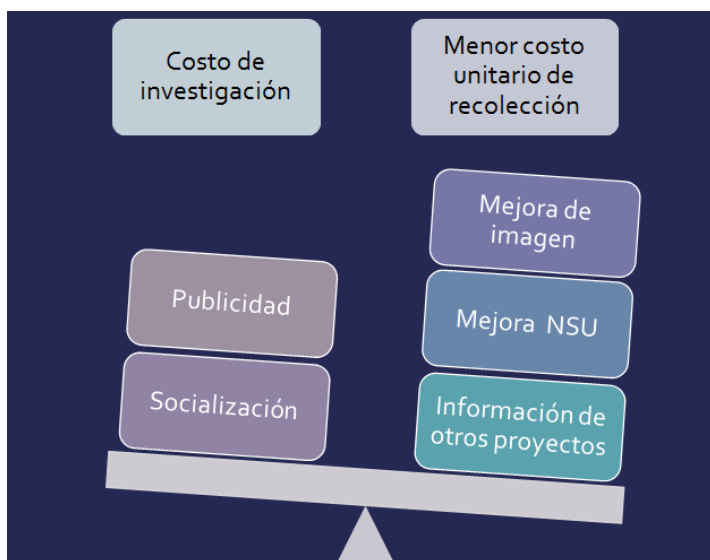 Costo de
investigación
Menor costo
unitario de
recolección
Publicidad
Socialización
Mejora de
imagen
Mejora NSU
Información de
otros proyectos